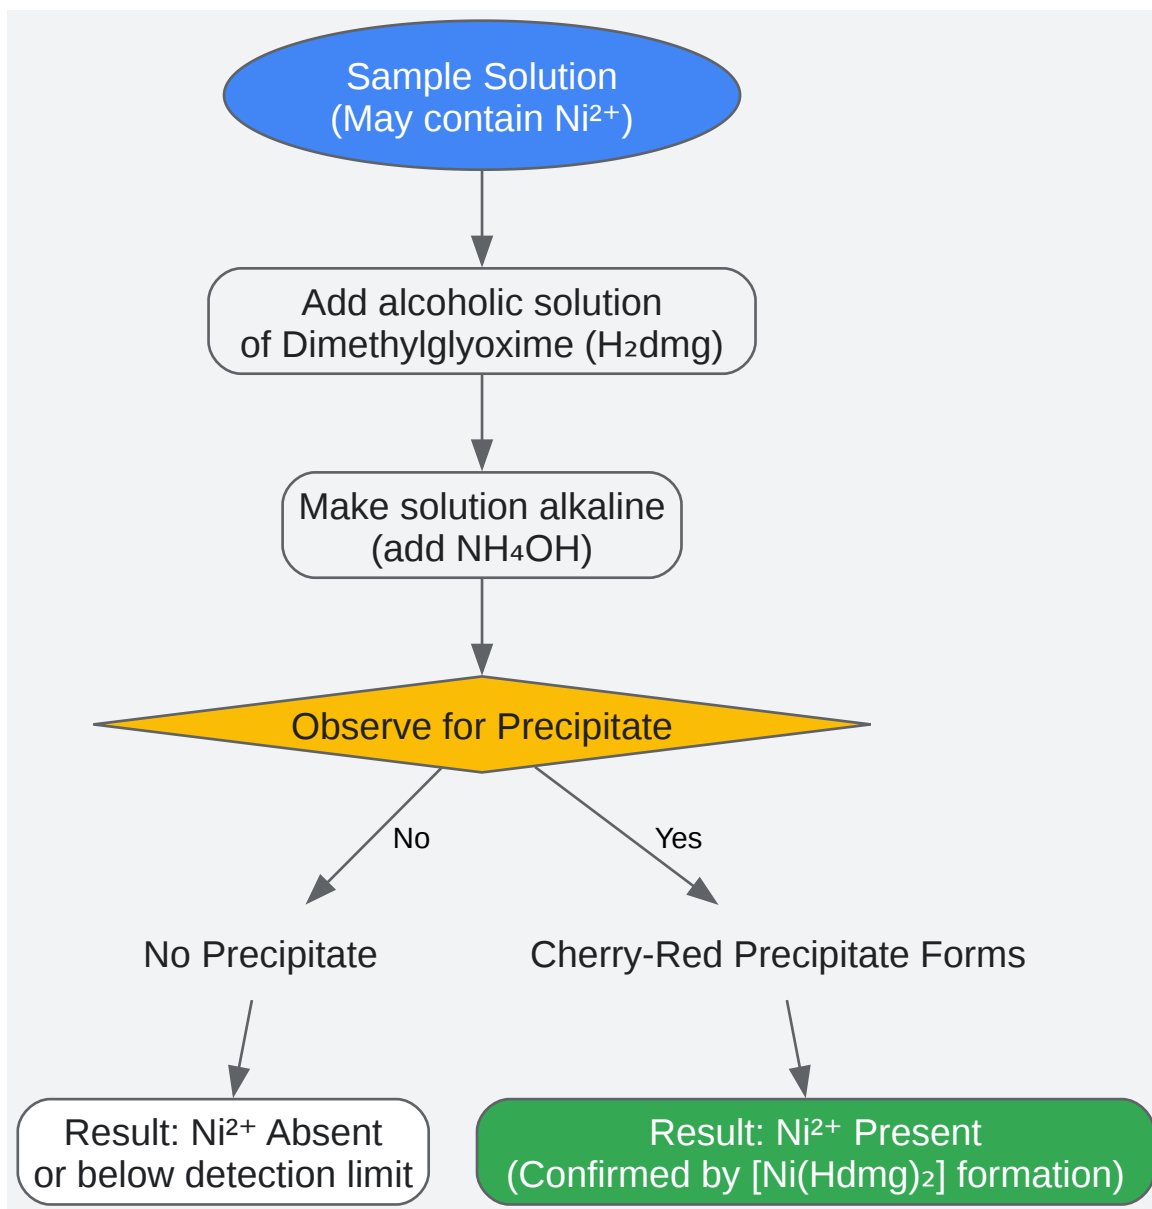 Sample Solution
(May contain Ni²⁺)
Add alcoholic solution
of Dimethylglyoxime (H₂dmg)
Make solution alkaline
(add NH₄OH)
Observe for Precipitate
No
Yes
No Precipitate
Cherry-Red Precipitate Forms
Result: Ni²⁺ Absent
or below detection limit
Result: Ni²⁺ Present
(Confirmed by [Ni(Hdmg)₂] formation)